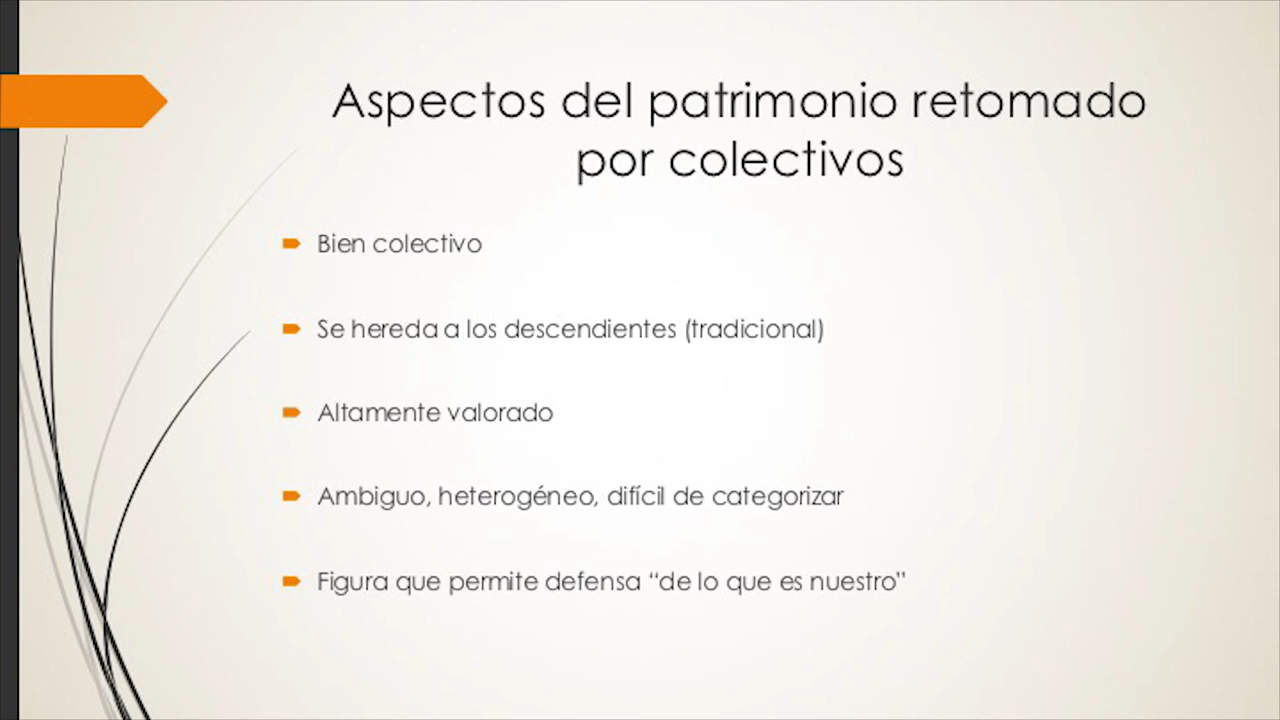 Aspectos del patrimonio retomado
por colectivos
Bien colectivo
Se hereda a los descendientes (tradicional)
Altamente valorado
Ambiguo, heterogéneo, difícil de categorizar
Figura que permite defensa “de lo que es nuestro”